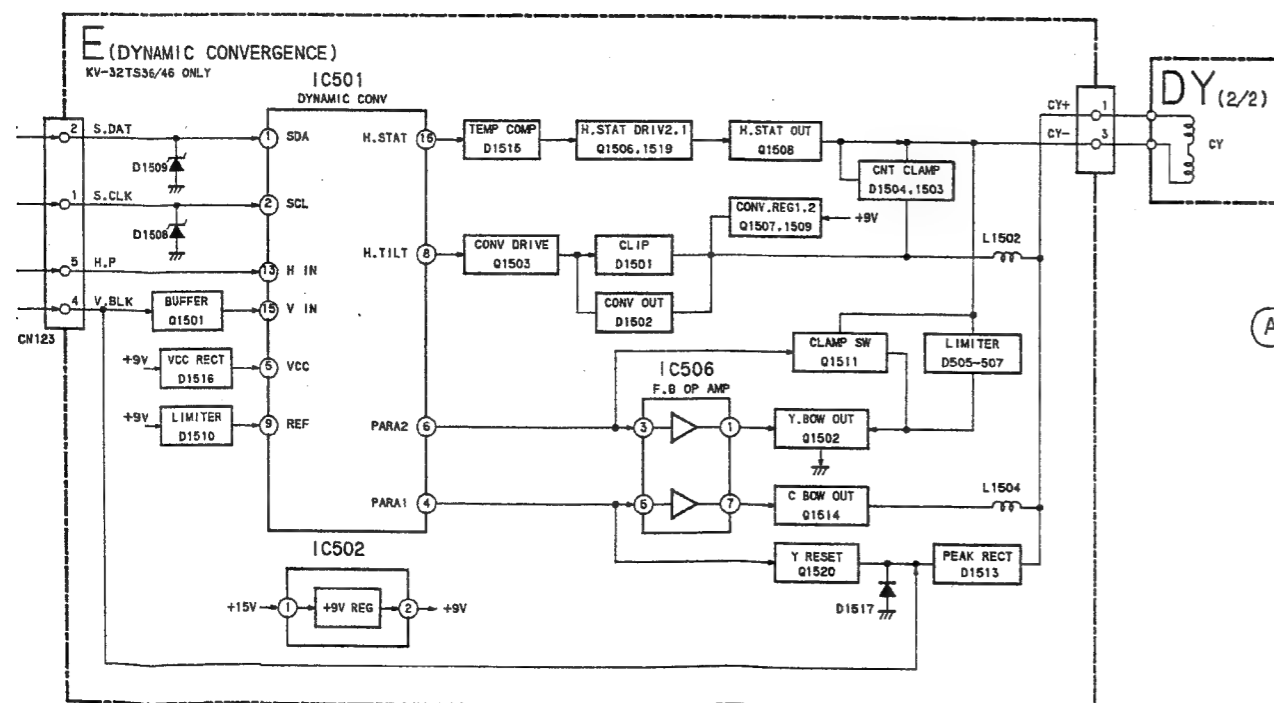 E (DYNAMIC CONVERGENCE)
KV-32TS36/46 ONLY
IC501
DYNAMIC CONV
DY (2/2)
2 S.DAT
1 SDA
H.STAT 16
TEMP COMP
D1515
H.STAT DRIV2.1
Q1506.1519
H.STAT OUT
Q1508
CY+ 1
CY- 3
CY
D1509
CNT CLAMP
D1504.1503
1 S.CLK
2 SCL
D1508
CONV.REG1.2
Q1507.1509
+9V
H.TILT 8
CONV DRIVE
Q1503
CLIP
D1501
L1502
5 H.P
13 H IN
CONV OUT
D1502
4 V.BLK
BUFFER
Q1501
15 V IN
CN123
CLAMP SW
Q1511
LIMITER
D505-507
A
+9V
VCC RECT
D1516
5 VCC
IC506
F.B OP AMP
+9V
LIMITER
D1510
9 REF
PARA2 6
3
1
Y.BOW OUT
Q1502
PARA1 4
5
7
C BOW OUT
Q1514
L1504
IC502
Y RESET
Q1520
PEAK RECT
D1513
D1517
+15V
1
+9V REG
2
+9V